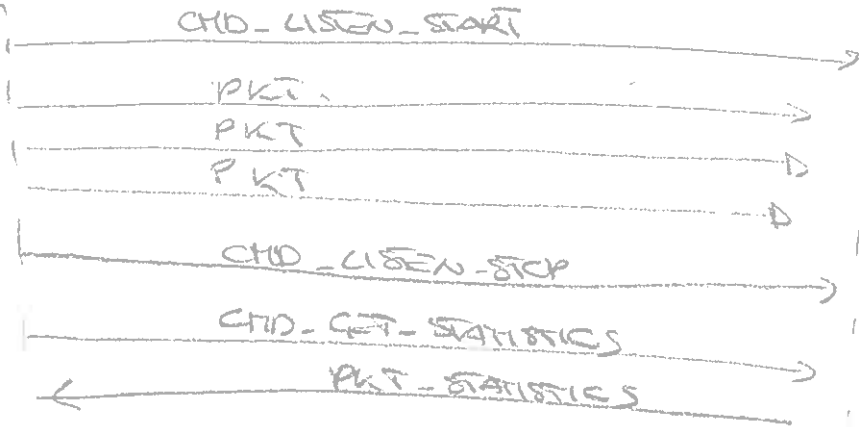 CMD_LISTEN_START
PKT
PKT
PKT
CMD_LISTEN_STOP
CMD_GET_STATISTICS
PKT_STATISTICS